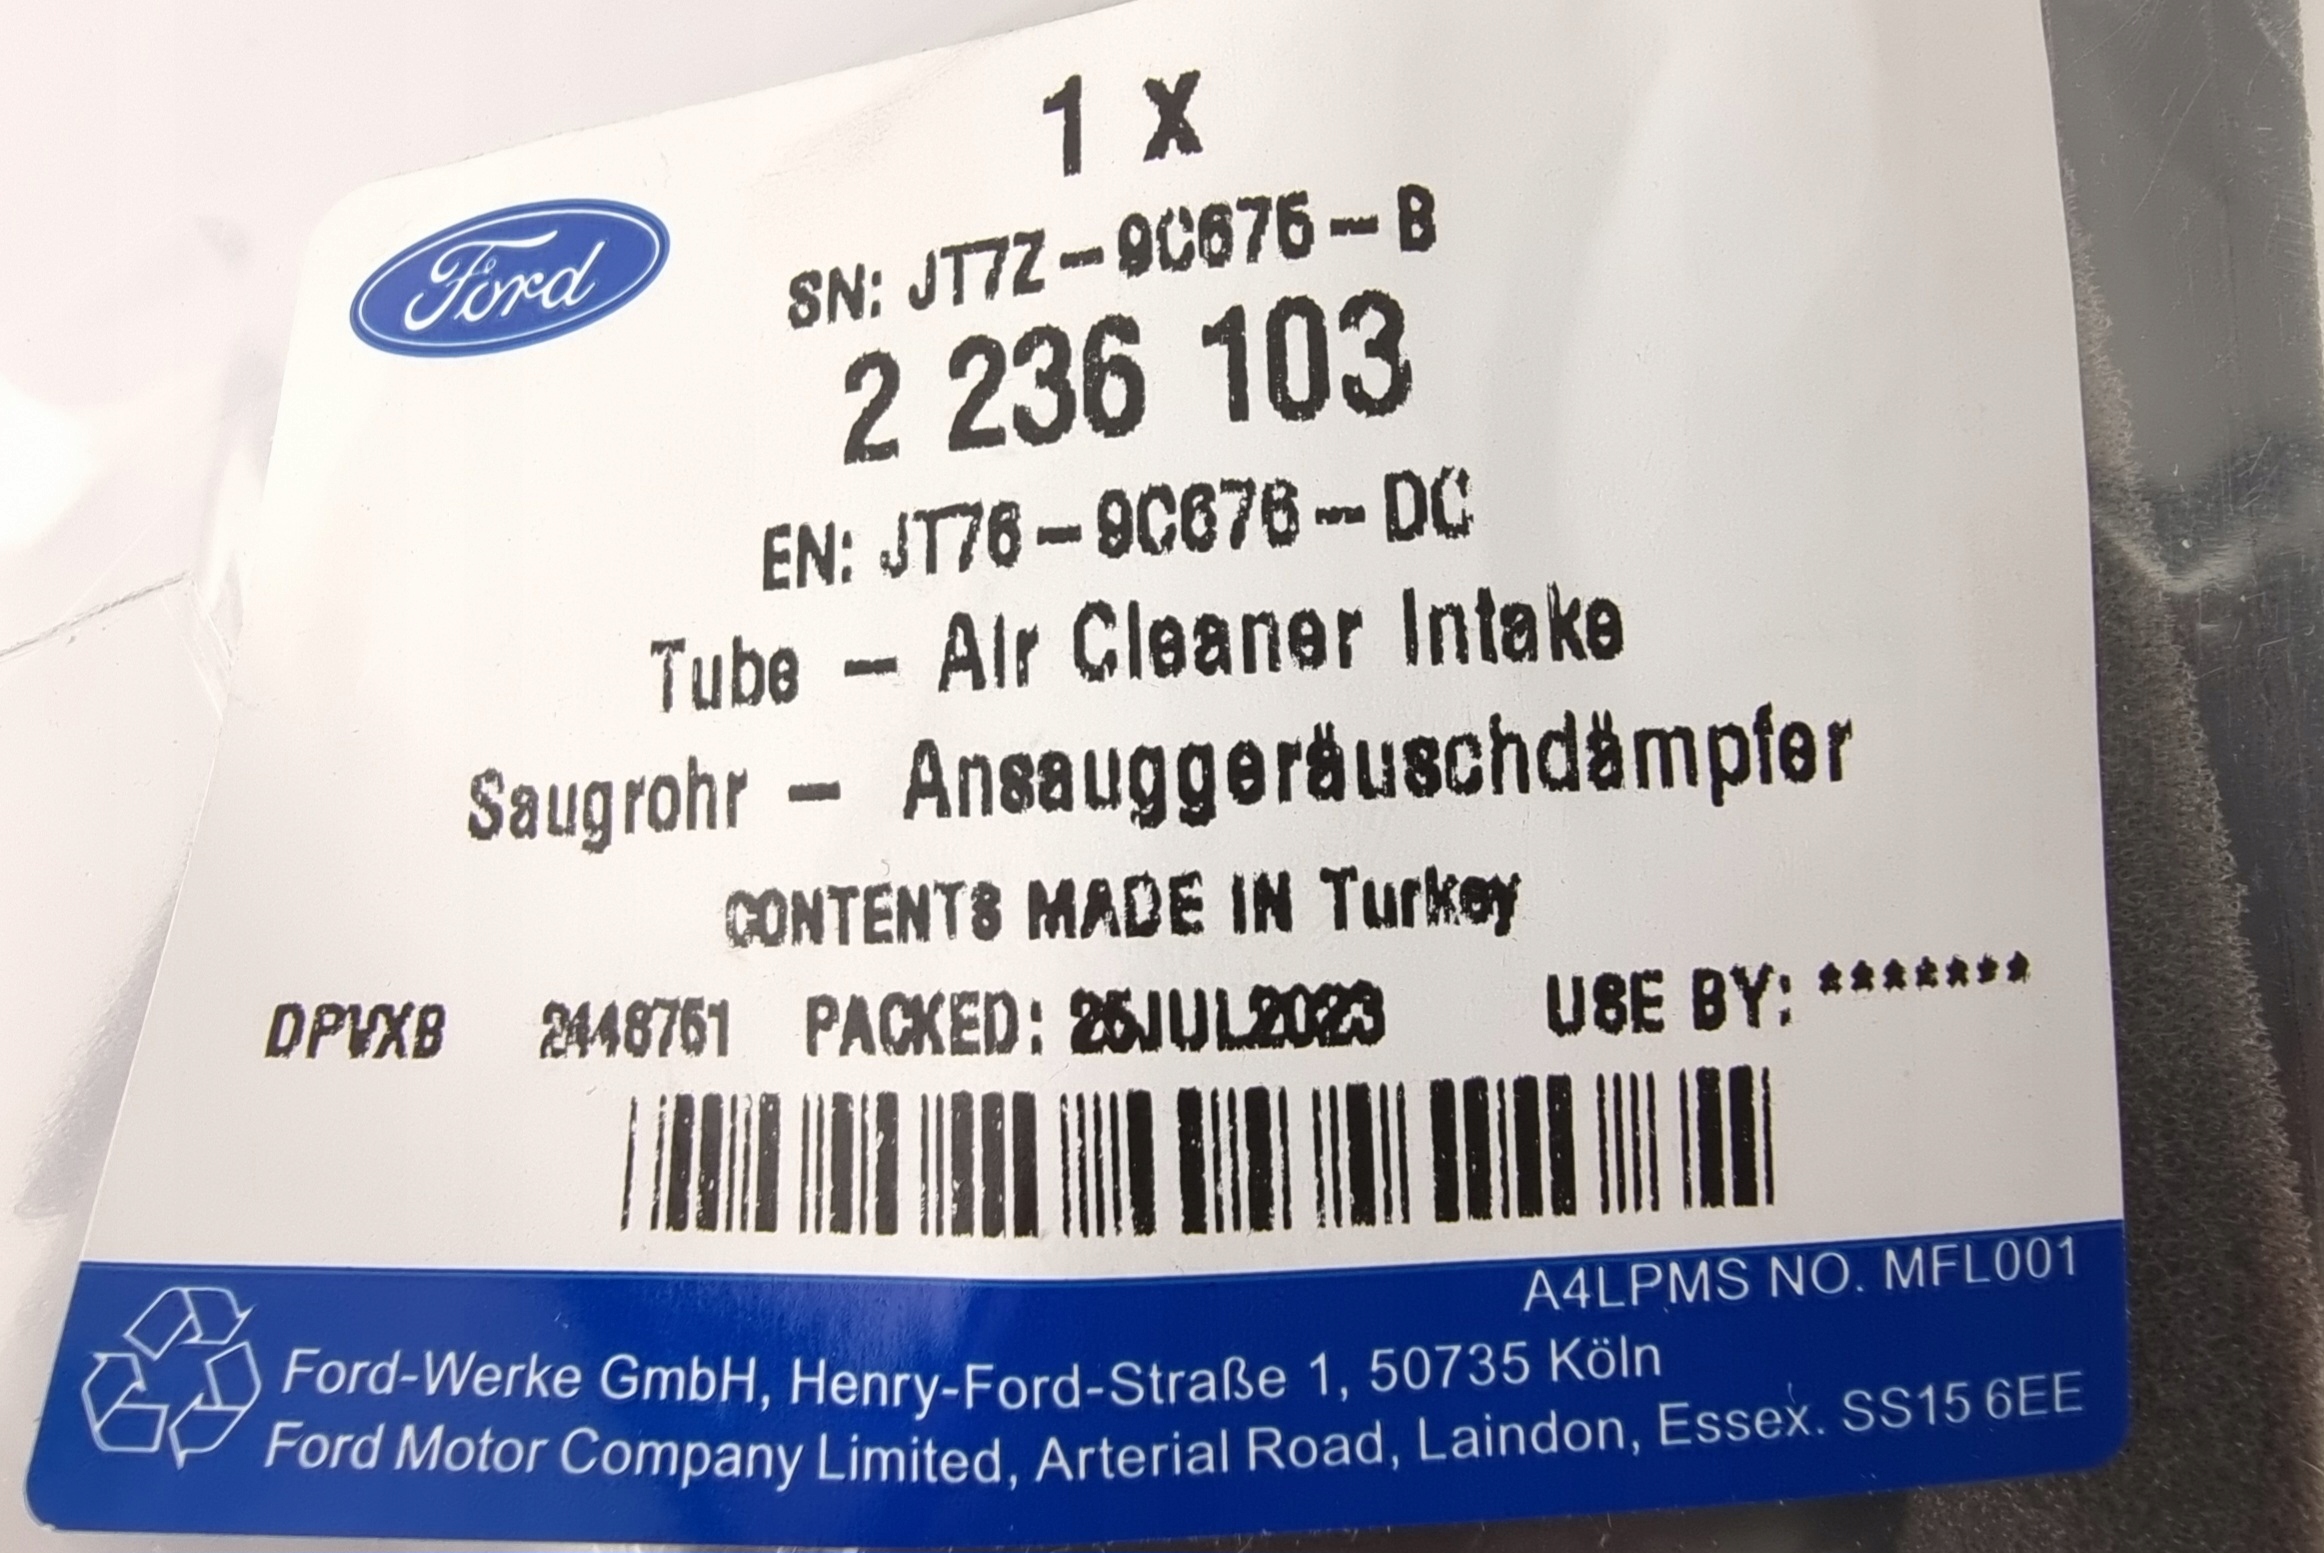 1 X
Ford
SN: JT7Z-9C676-B
2 236 103
EN: JT76-9C676-DC
Tube - Air Cleaner Intake
Saugrohr - Ansauggeräuschdämpfer
CONTENTS MADE IN Turkey
DPVXB 2448761 PACKED: 25JUL2023 USE BY: *******
A4LPMS NO. MFL001
Ford-Werke GmbH, Henry-Ford-Straße 1, 50735 Köln
Ford Motor Company Limited, Arterial Road, Laindon, Essex. SS15 6EE